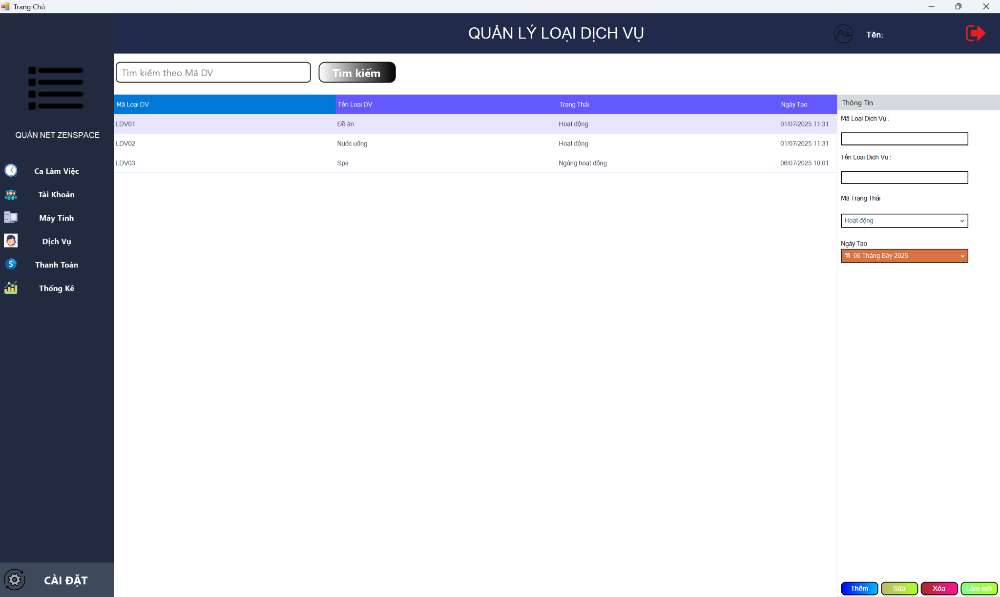 Trang Chủ
QUẢN LÝ LOẠI DỊCH VỤ
Tên:
QUÁN NET ZENSPACE
Ca Làm Việc
Tài Khoản
Máy Tính
Dịch Vụ
Thanh Toán
Thống Kê
CÀI ĐẶT
Tìm kiếm theo Mã DV
Tìm kiếm
Mã Loại DV Tên Loại DV Trạng Thái Ngày Tạo
LDV01 Đồ ăn Hoạt động 01/07/2025 11:31
LDV02 Nước uống Hoạt động 01/07/2025 11:31
LDV03 Spa Ngừng hoạt động 06/07/2025 10:01
Thông Tin
Mã Loại Dịch Vụ :
Tên Loại Dịch Vụ :
Mã Trạng Thái
Hoạt động
Ngày Tạo
06 Tháng Bảy 2025
Thêm Sửa Xóa Làm mới